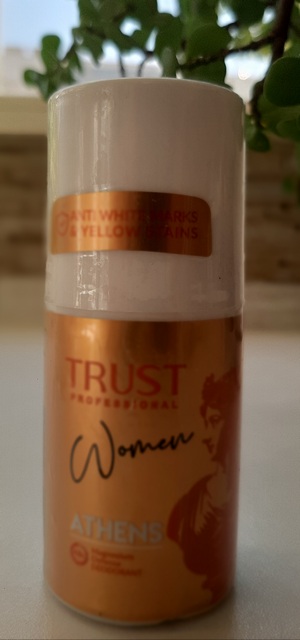 ANTI WHITE MARKS
& YELLOW STAINS
TRUST
PROFESSIONAL
Women
ATHENS